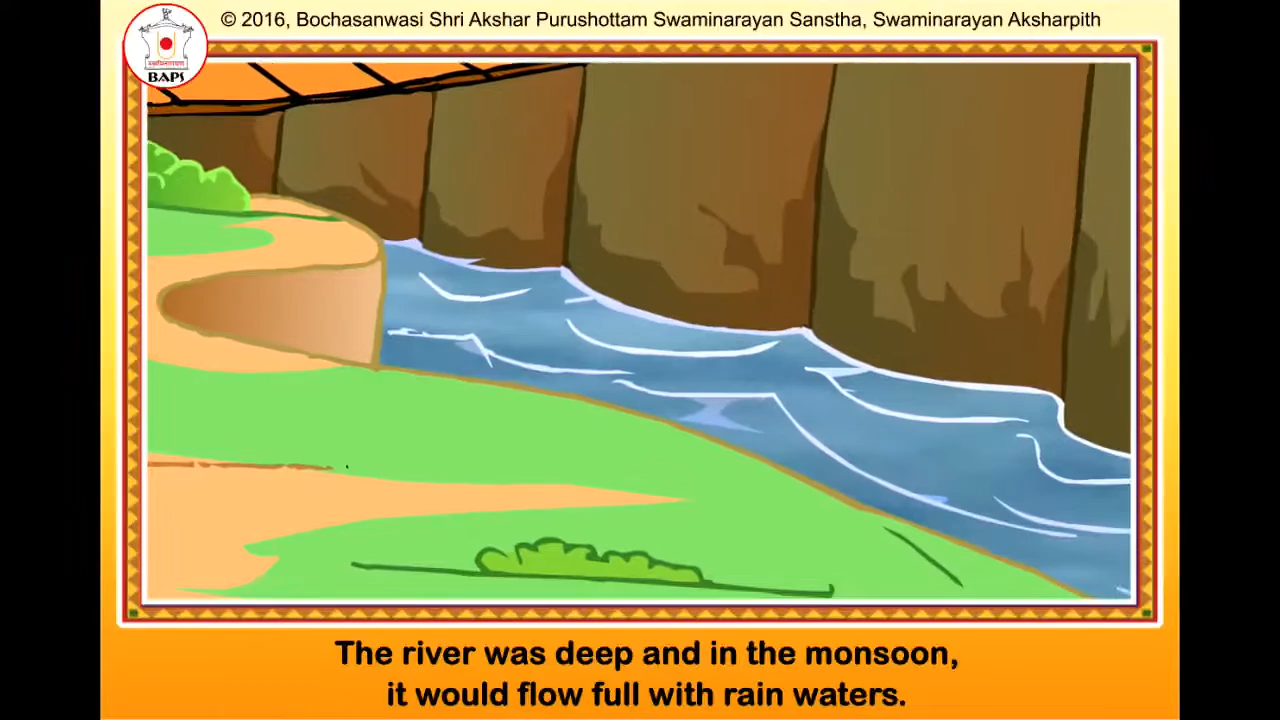 © 2016, Bochasanwasi Shri Akshar Purushottam Swaminarayan Sanstha, Swaminarayan Aksharpith
BAPS
The river was deep and in the monsoon,
it would flow full with rain waters.